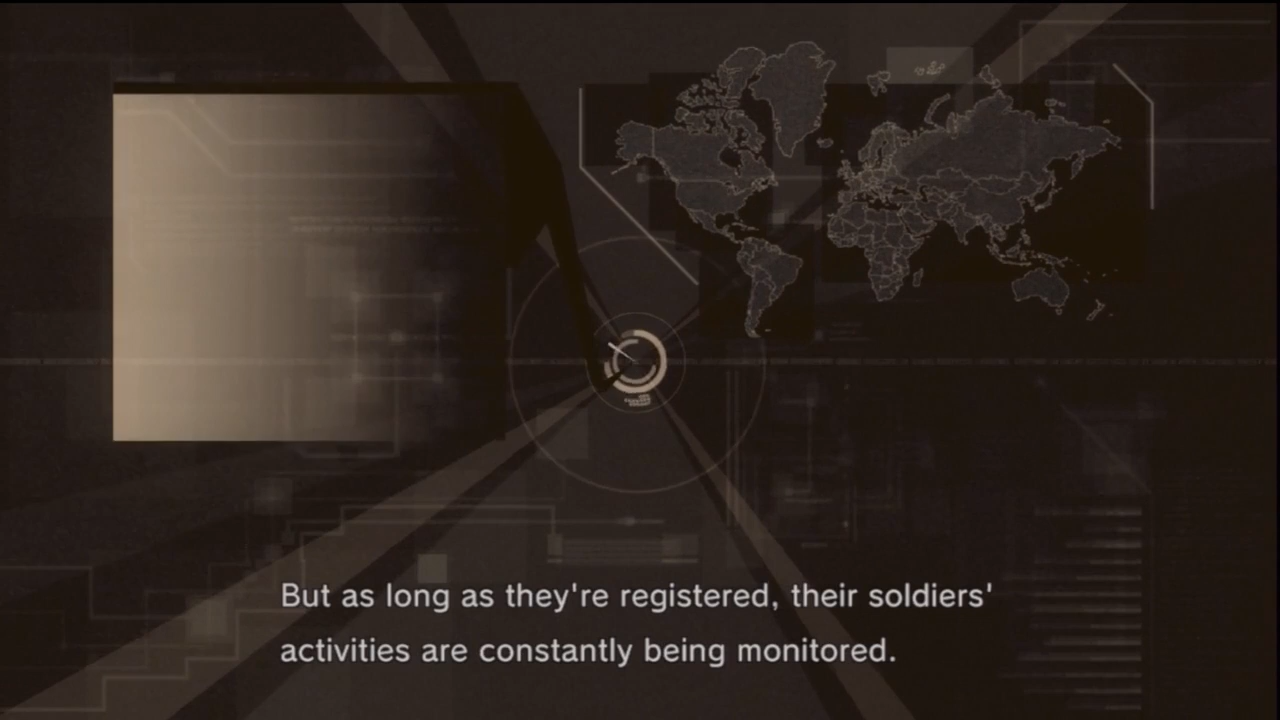 But as long as they're registered, their soldiers'
activities are constantly being monitored.